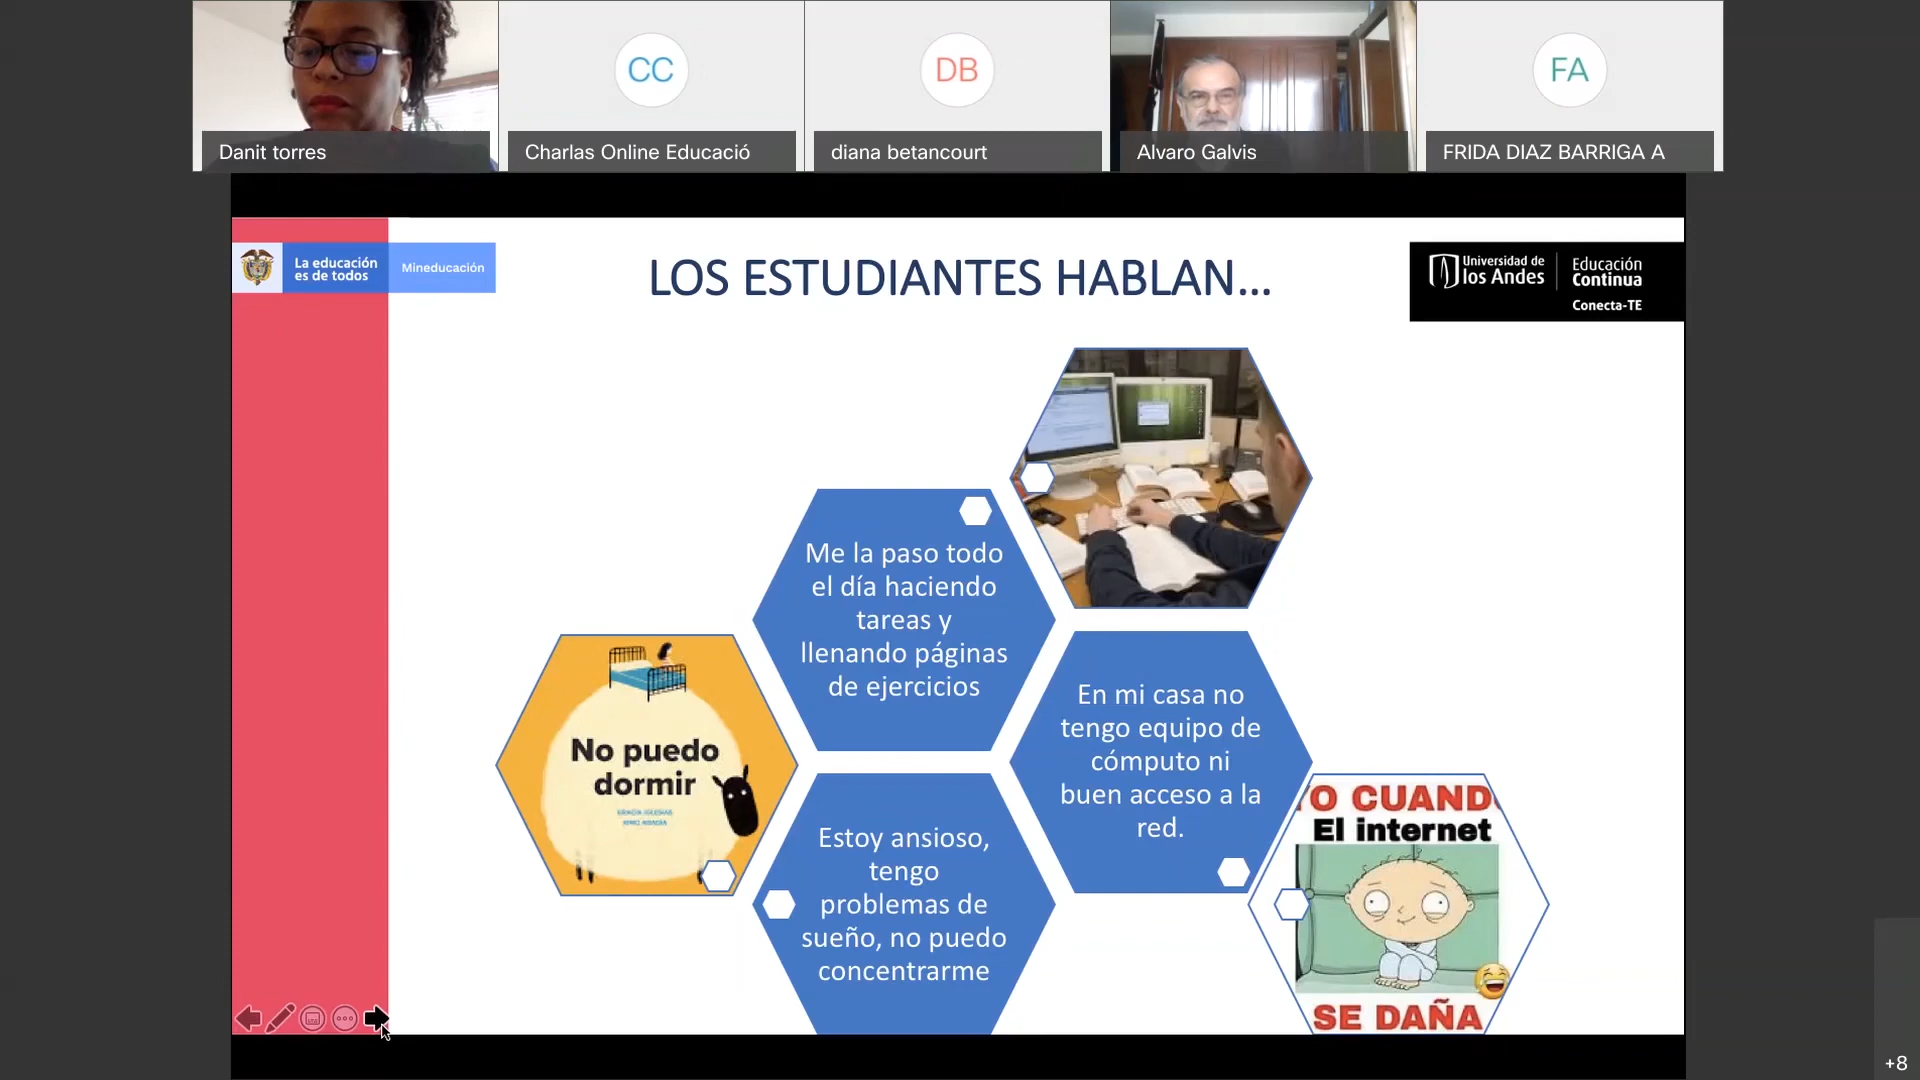 CC
DB
FA
Danit torres
Charlas Online Educació
diana betancourt
Alvaro Galvis
FRIDA DIAZ BARRIGA A
La educación
es de todos
Mineducación
LOS ESTUDIANTES HABLAN...
Universidad de
los Andes
Educación
Continua
Conecta-TE
Me la paso todo
el día haciendo
tareas y
llenando páginas
de ejercicios
No puedo
dormir
En mi casa no
tengo equipo de
cómputo ni
buen acceso a la
red.
Estoy ansioso,
tengo
problemas de
sueño, no puedo
concentrarme
YO CUANDO
El internet
SE DAÑA
+8